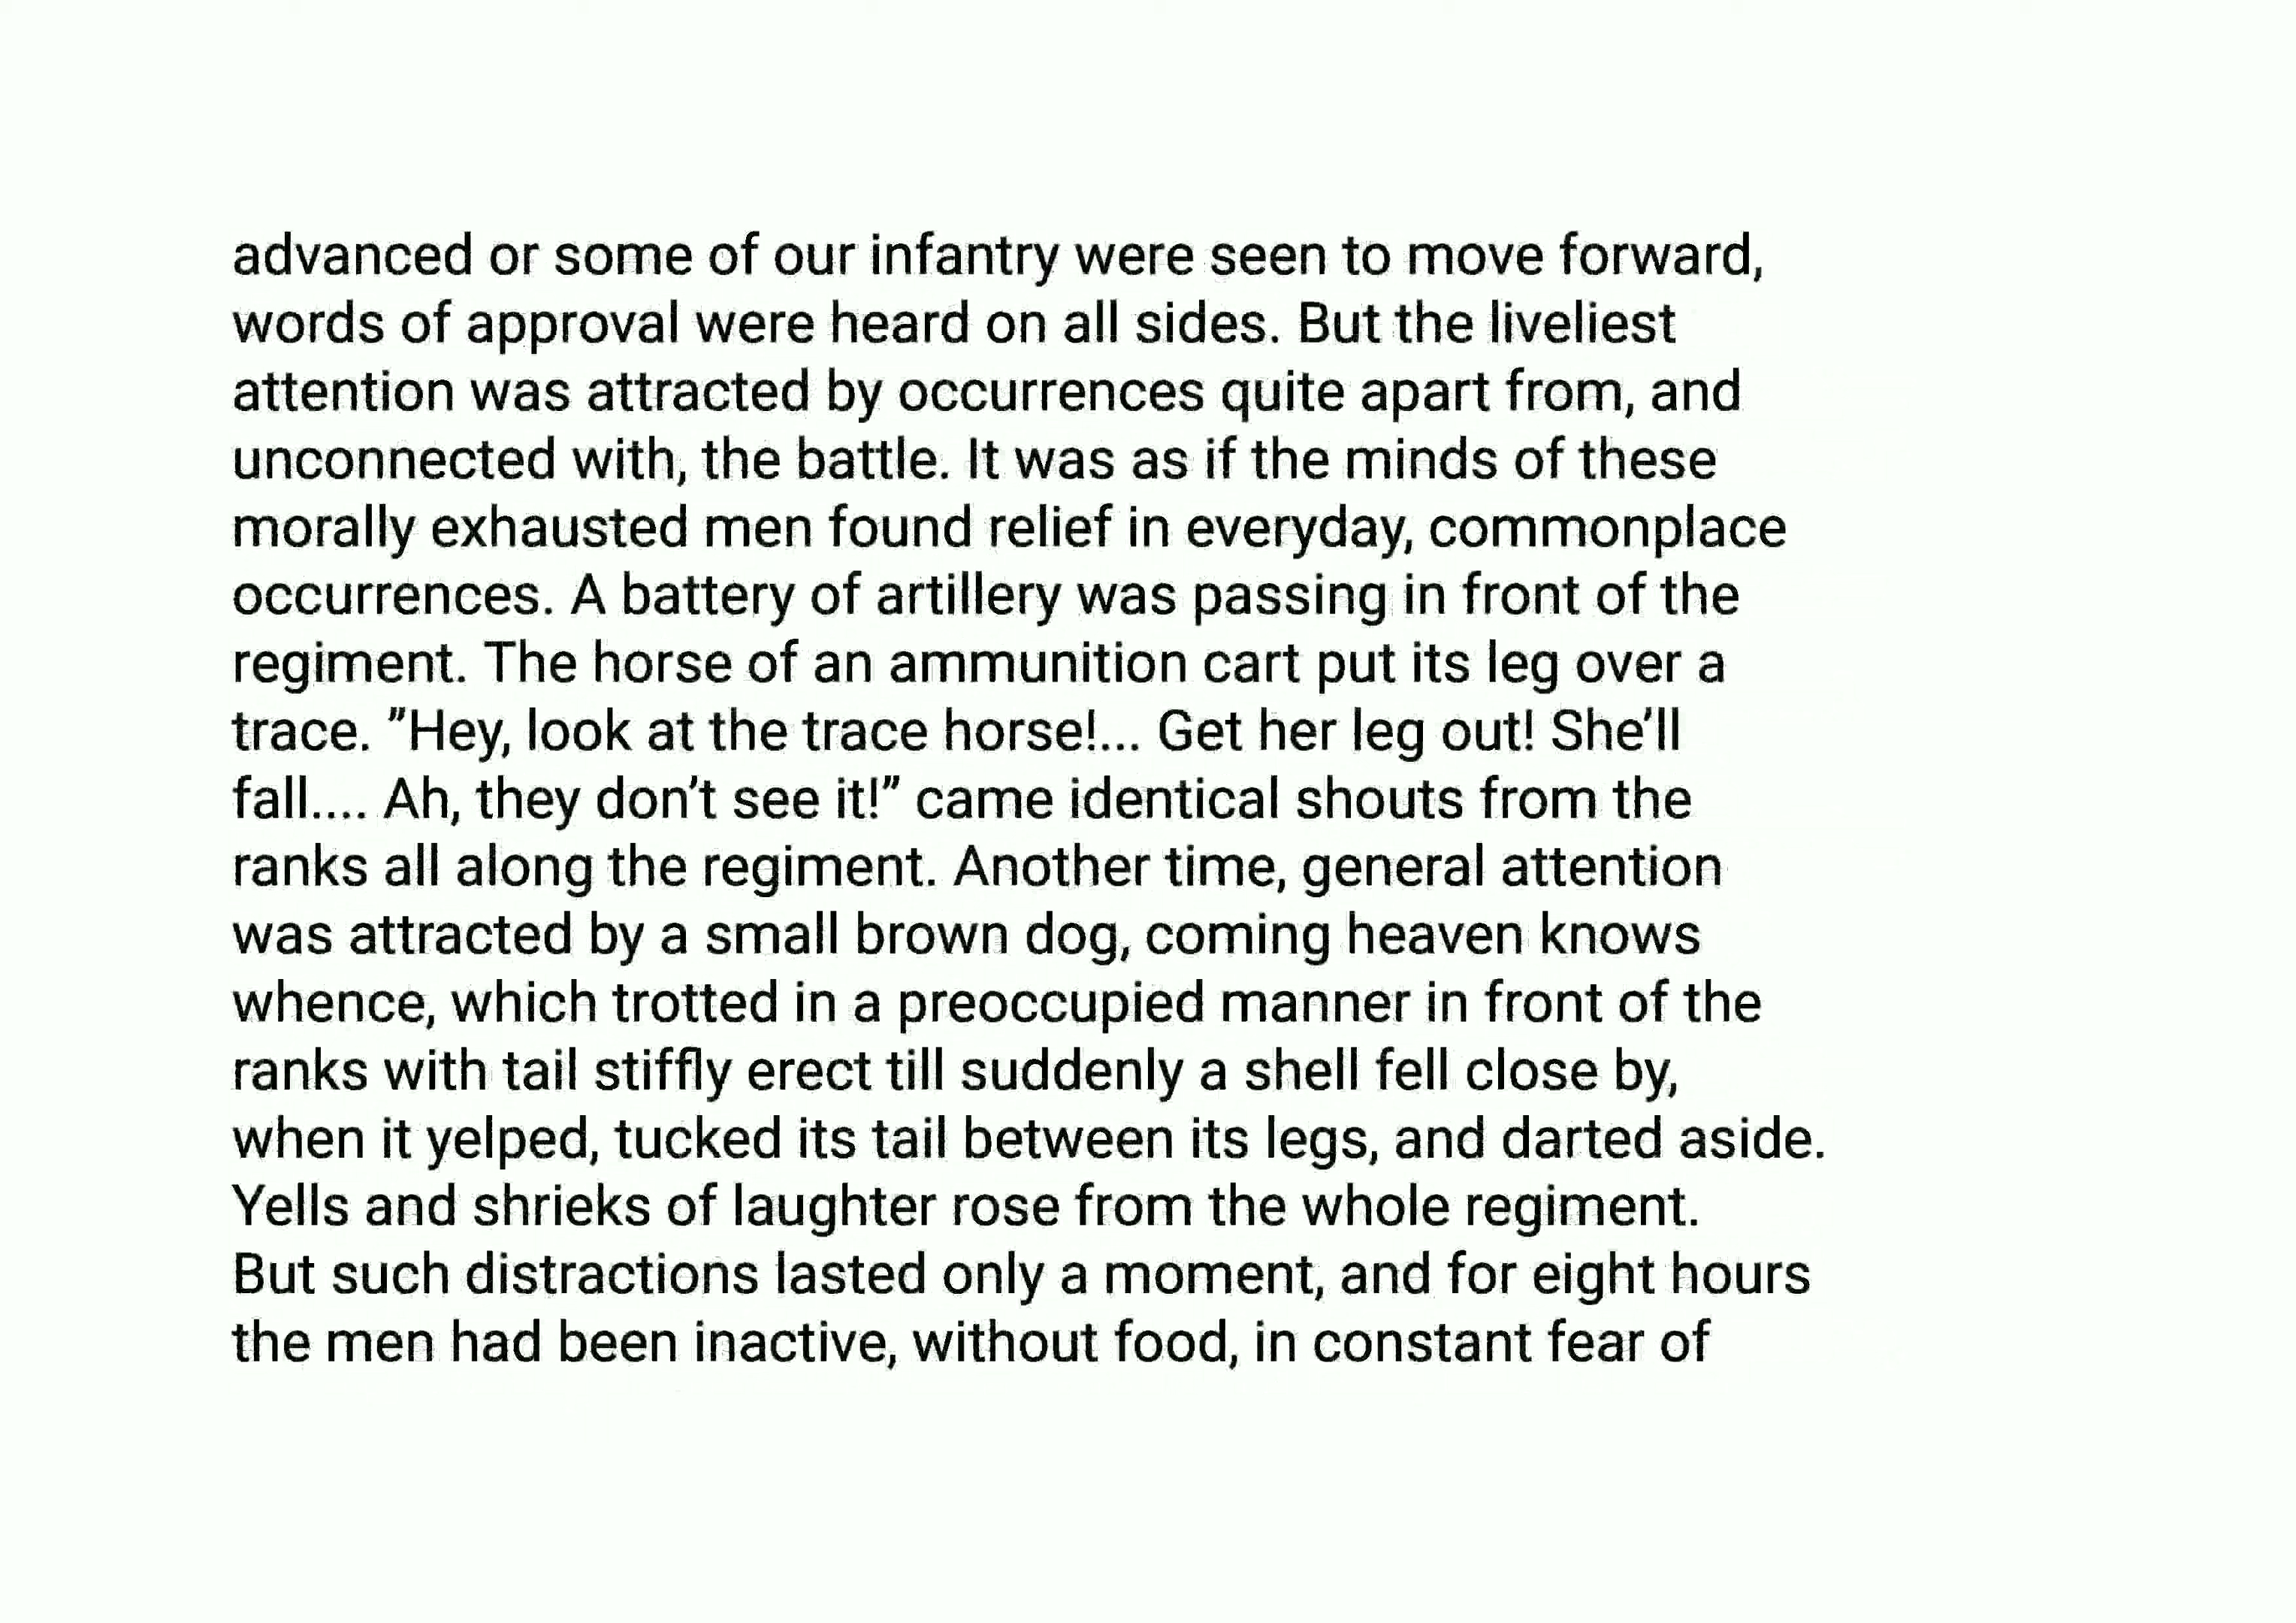 advanced or some of our infantry were seen to move forward,
words of approval were heard on all sides. But the liveliest
attention was attracted by occurrences quite apart from, and
unconnected with, the battle. It was as if the minds of these
morally exhausted men found relief in everyday, commonplace
occurrences. A battery of artillery was passing in front of the
regiment. The horse of an ammunition cart put its leg over a
trace. "Hey, look at the trace horse!... Get her leg out! She'll
fall.... Ah, they don't see it!" came identical shouts from the
ranks all along the regiment. Another time, general attention
was attracted by a small brown dog, coming heaven knows
whence, which trotted in a preoccupied manner in front of the
ranks with tail stiffly erect till suddenly a shell fell close by,
when it yelped, tucked its tail between its legs, and darted aside.
Yells and shrieks of laughter rose from the whole regiment.
But such distractions lasted only a moment, and for eight hours
the men had been inactive, without food, in constant fear of